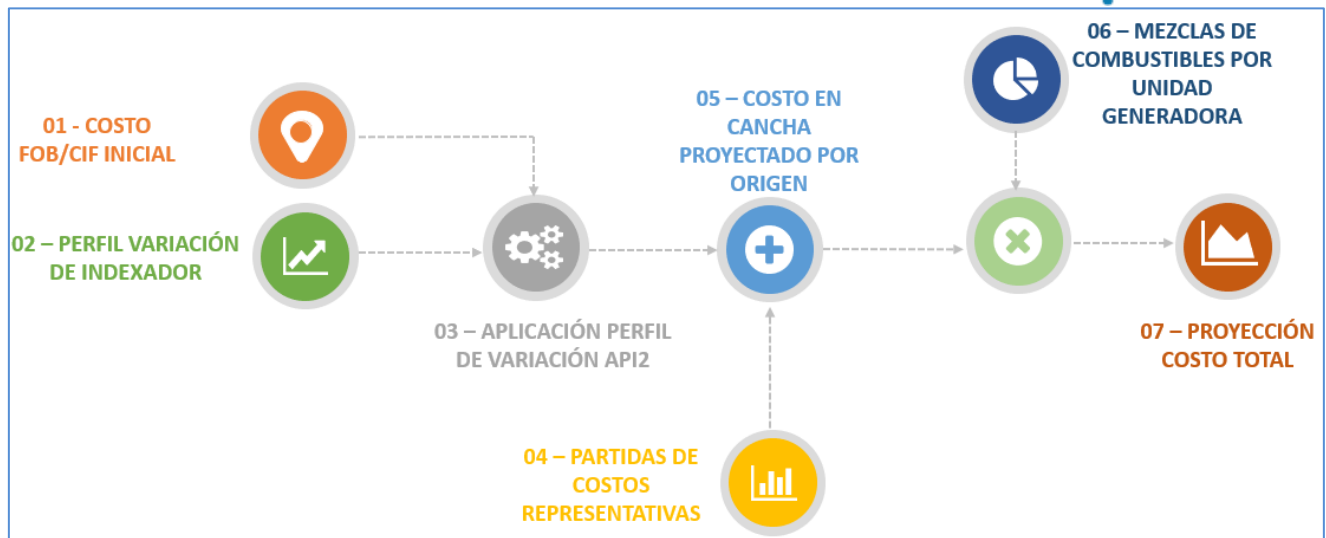 01 - COSTO
FOB/CIF INICIAL
02 – PERFIL VARIACIÓN
DE INDEXADOR
03 – APLICACIÓN PERFIL
DE VARIACIÓN API2
04 – PARTIDAS DE
COSTOS
REPRESENTATIVAS
05 – COSTO EN
CANCHA
PROYECTADO POR
ORIGEN
06 – MEZCLAS DE
COMBUSTIBLES POR
UNIDAD
GENERADORA
07 – PROYECCIÓN
COSTO TOTAL